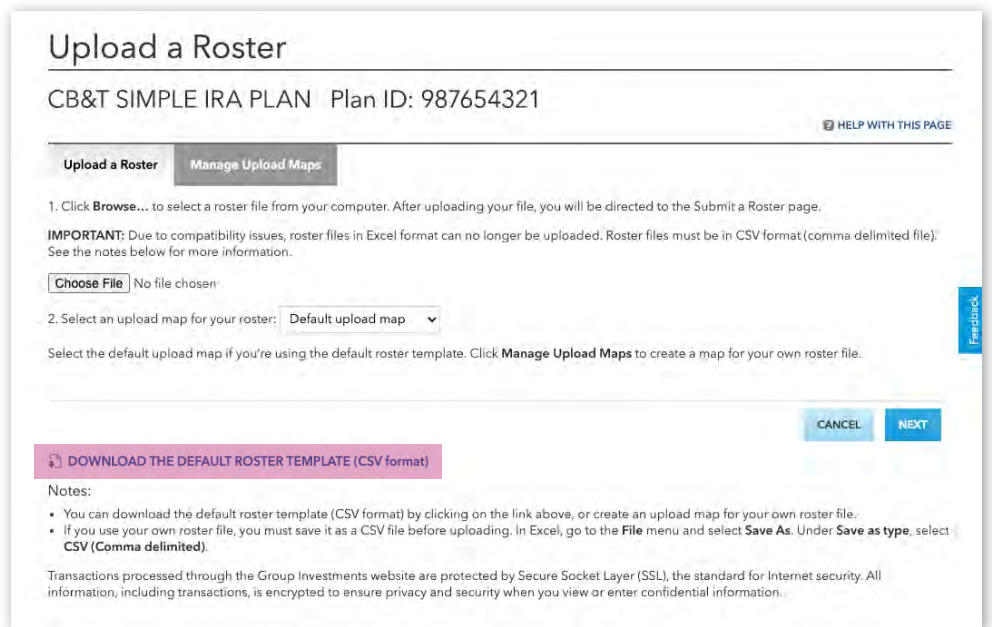 Upload a Roster
CB&T SIMPLE IRA PLAN Plan ID: 987654321
HELP WITH THIS PAGE
Upload a Roster Manage Upload Maps
1. Click Browse... to select a roster file from your computer. After uploading your file, you will be directed to the Submit a Roster page.
IMPORTANT: Due to compatibility issues, roster files in Excel format can no longer be uploaded. Roster files must be in CSV format (comma delimited file).
See the notes below for more information.
Choose File No file chosen
2. Select an upload map for your roster: Default upload map
Feedback
Select the default upload map if you're using the default roster template. Click Manage Upload Maps to create a map for your own roster file.
CANCEL NEXT
DOWNLOAD THE DEFAULT ROSTER TEMPLATE (CSV format)
Notes:
• You can download the default roster template (CSV format) by clicking on the link above, or create an upload map for your own roster file.
• If you use your own roster file, you must save it as a CSV file before uploading. In Excel, go to the File menu and select Save As. Under Save as type, select
CSV (Comma delimited).
Transactions processed through the Group Investments website are protected by Secure Socket Layer (SSL), the standard for Internet security. All
information, including transactions, is encrypted to ensure privacy and security when you view or enter confidential information.